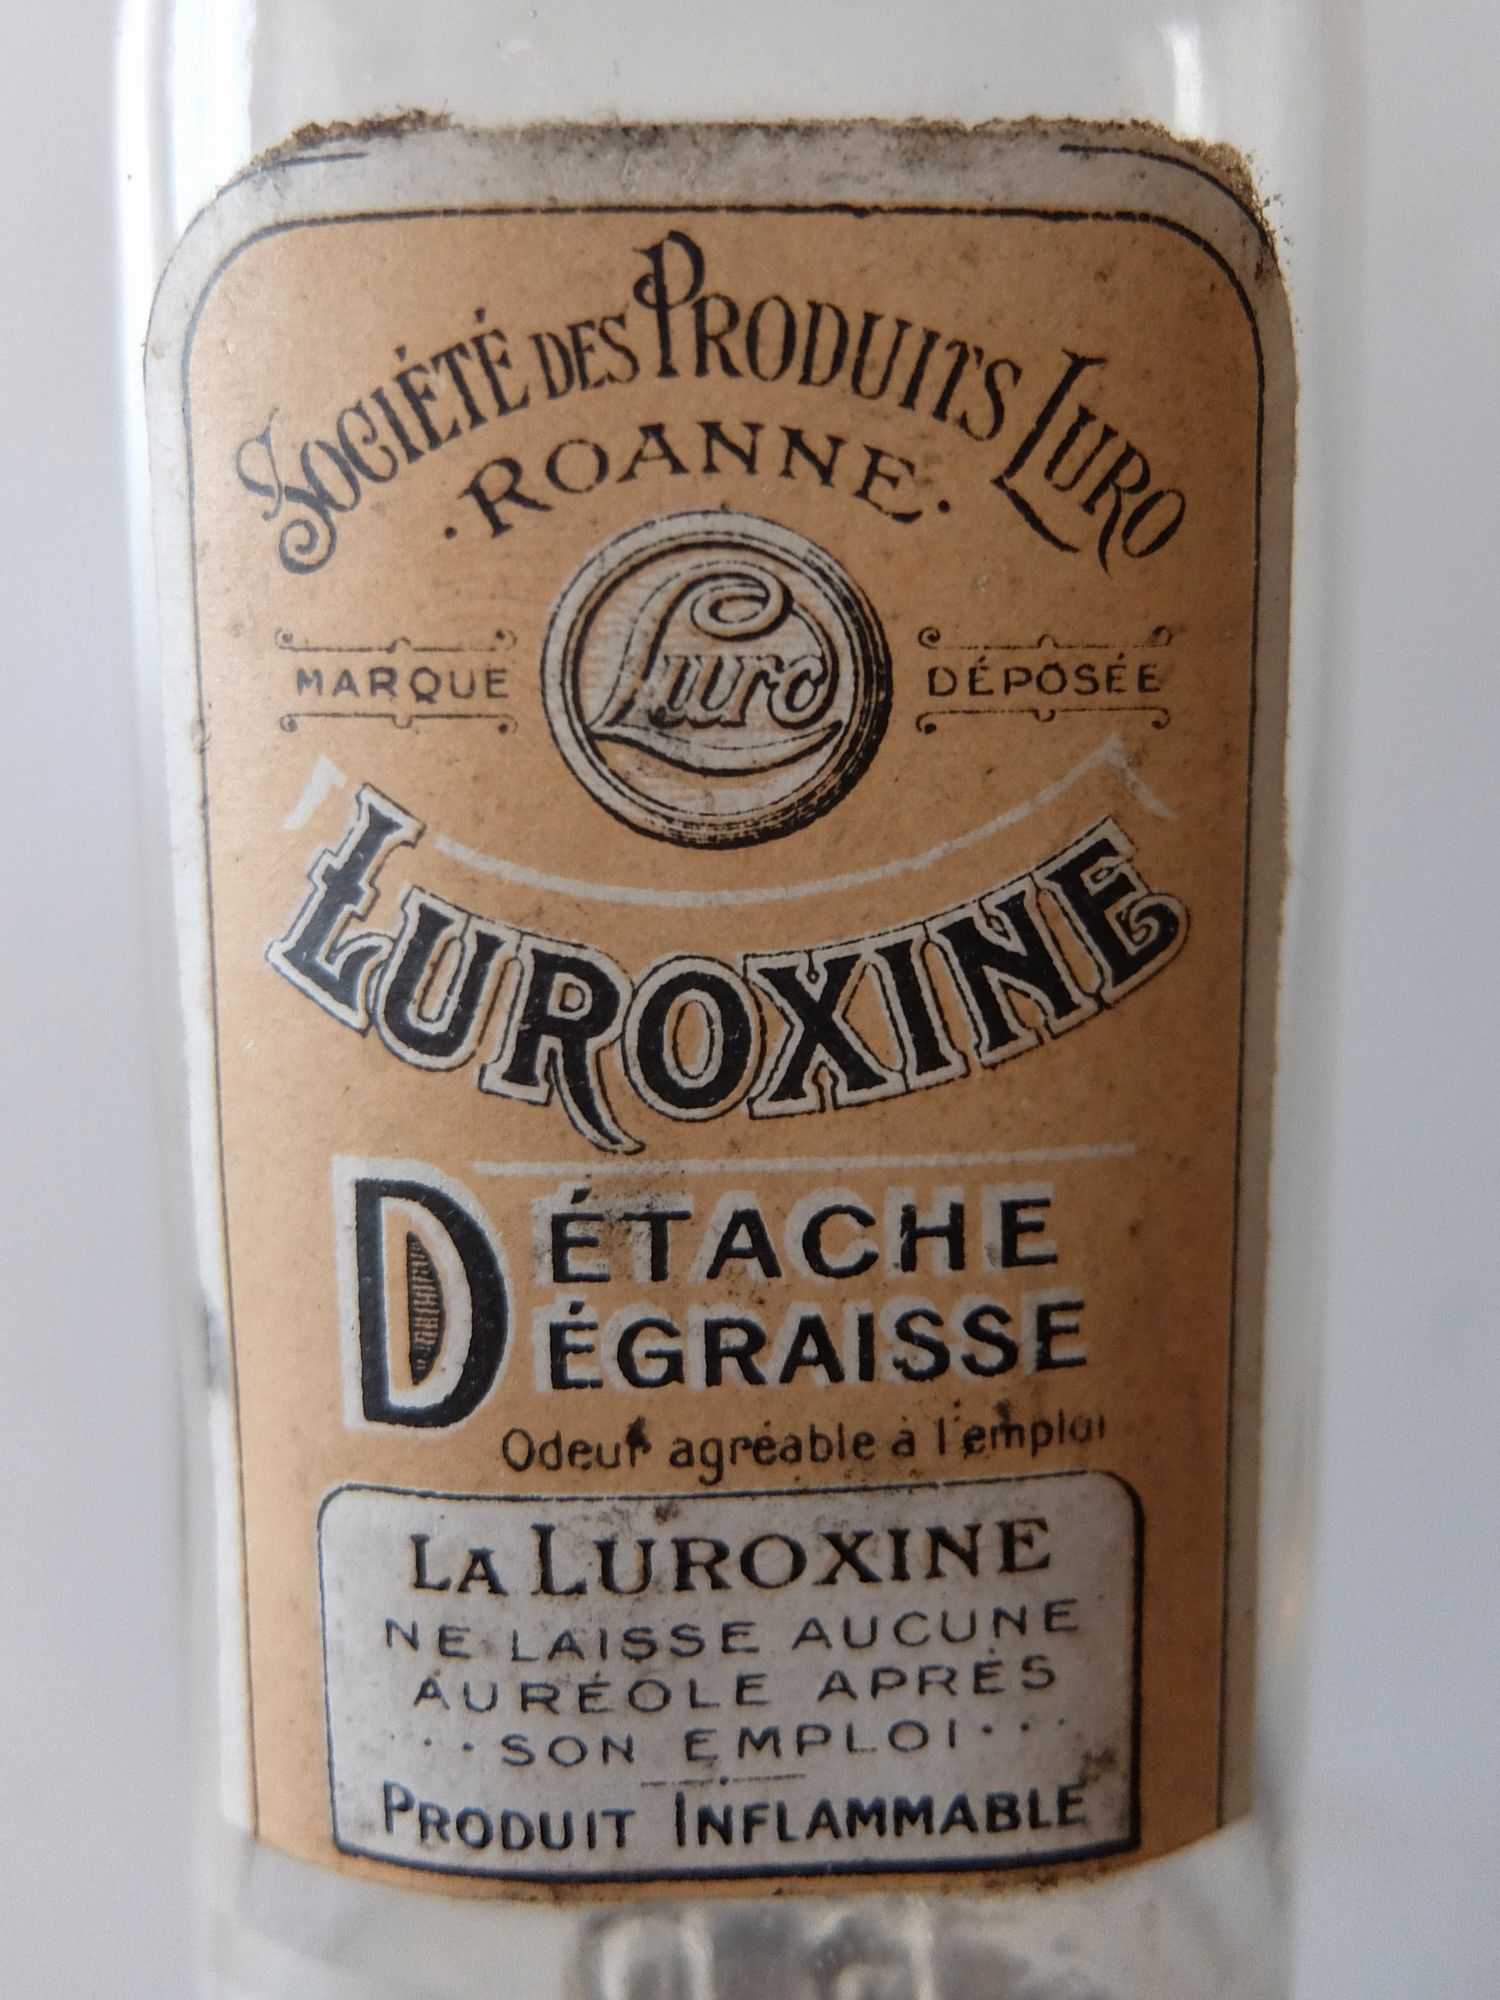 SOCIÉTÉ DES PRODUITS LURO
·ROANNE·
Luro
MARQUE DÉPOSÉE
LUROXINE
DÉTACHE
DÉGRAISSE
Odeur agréable à l'emploi
LA LUROXINE
NE LAISSE AUCUNE
AURÉOLE APRÈS
···SON EMPLOI···
PRODUIT INFLAMMABLE